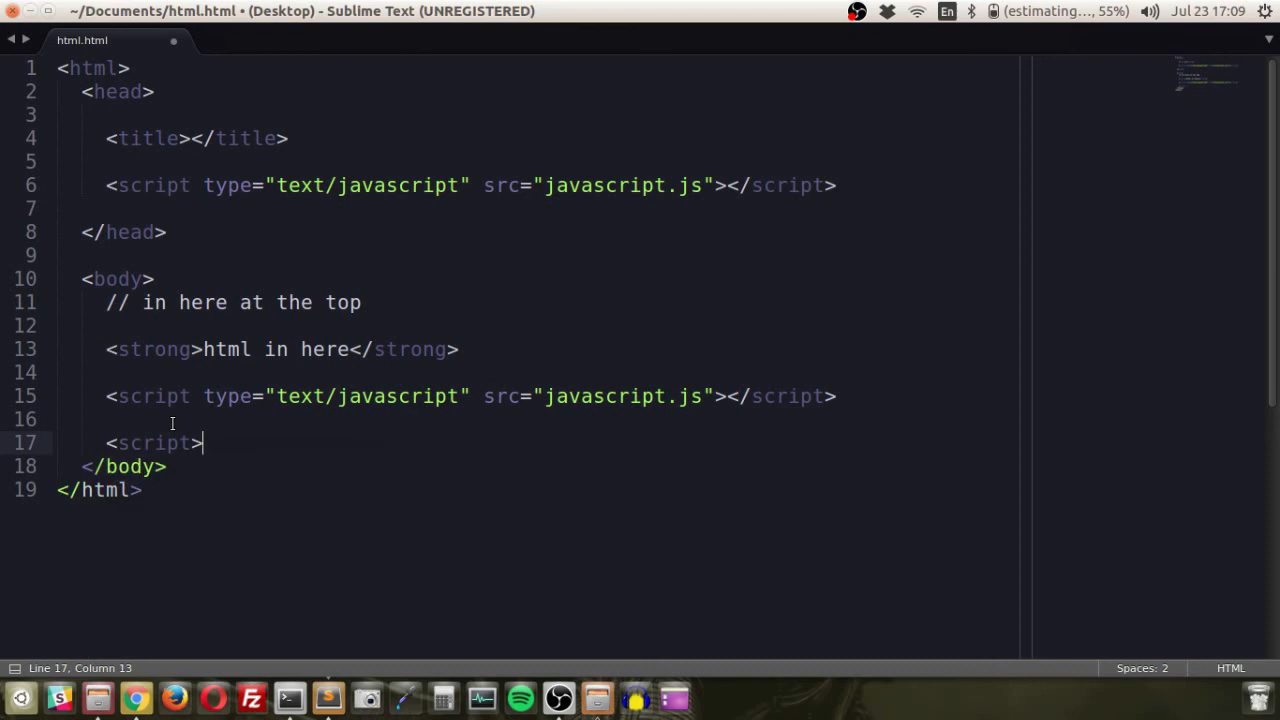 ~/Documents/html.html • (Desktop) - Sublime Text (UNREGISTERED)
En
(estimating..., 55%)
Jul 23 17:09
html.html
1 <html>
2 <head>
3
4 <title></title>
5
6 <script type="text/javascript" src="javascript.js"></script>
7
8 </head>
9
10 <body>
11 // in here at the top
12
13 <strong>html in here</strong>
14
15 <script type="text/javascript" src="javascript.js"></script>
16
17 <script>
18 </body>
19 </html>
Line 17, Column 13
Spaces: 2
HTML